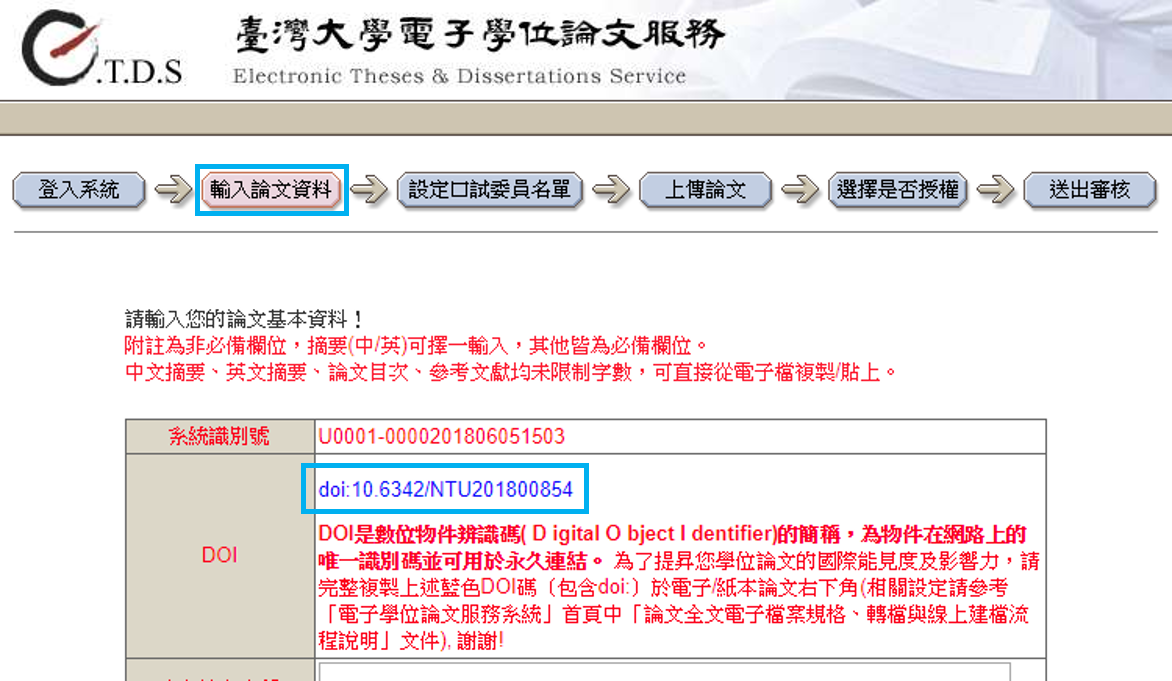 .T.D.S
臺灣大學電子學位論文服務
Electronic Theses & Dissertations Service
登入系統
輸入論文資料
設定口試委員名單
上傳論文
選擇是否授權
送出審核
請輸入您的論文基本資料！
附註為非必備欄位，摘要(中/英)可擇一輸入，其他皆為必備欄位。
中文摘要、英文摘要、論文目次、參考文獻均未限制字數，可直接從電子檔複製/貼上。
系統識別號
U0001-0000201806051503
DOI
doi:10.6342/NTU201800854
DOI是數位物件辨識碼( D igital O bject I dentifier)的簡稱，為物件在網路上的
唯一識別碼並可用於永久連結。 為了提昇您學位論文的國際能見度及影響力，請
完整複製上述藍色DOI碼〔包含doi:〕於電子/紙本論文右下角(相關設定請參考
「電子學位論文服務系統」首頁中「論文全文電子檔案規格、轉檔與線上建檔流
程說明」文件), 謝謝!